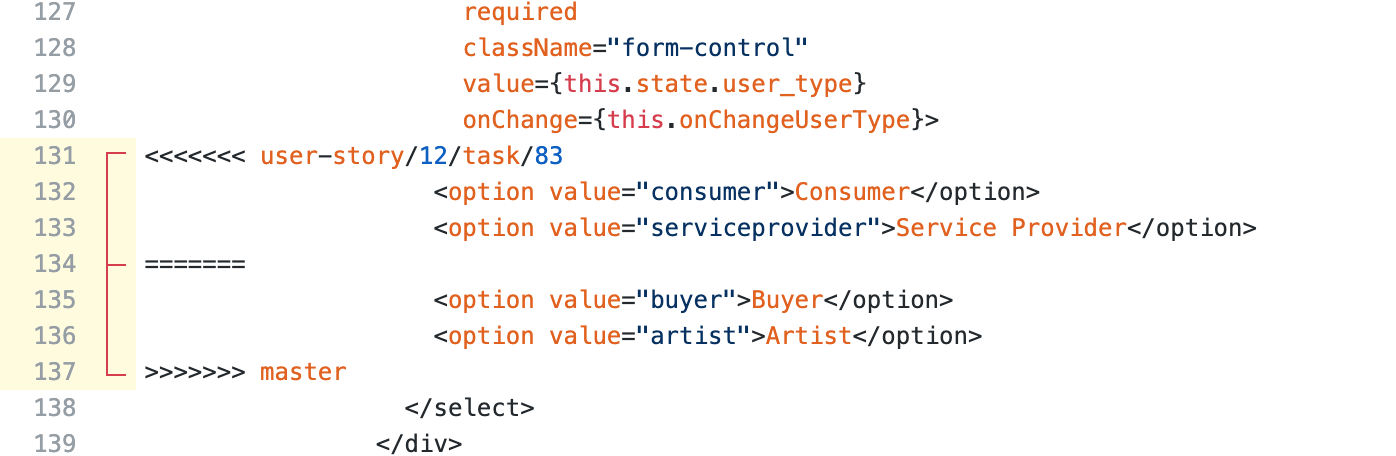 127 required
128 className="form-control"
129 value={this.state.user_type}
130 onChange={this.onChangeUserType}>
131 <<<<<<< user-story/12/task/83
132 <option value="consumer">Consumer</option>
133 <option value="serviceprovider">Service Provider</option>
134 =======
135 <option value="buyer">Buyer</option>
136 <option value="artist">Artist</option>
137 >>>>>>> master
138 </select>
139 </div>